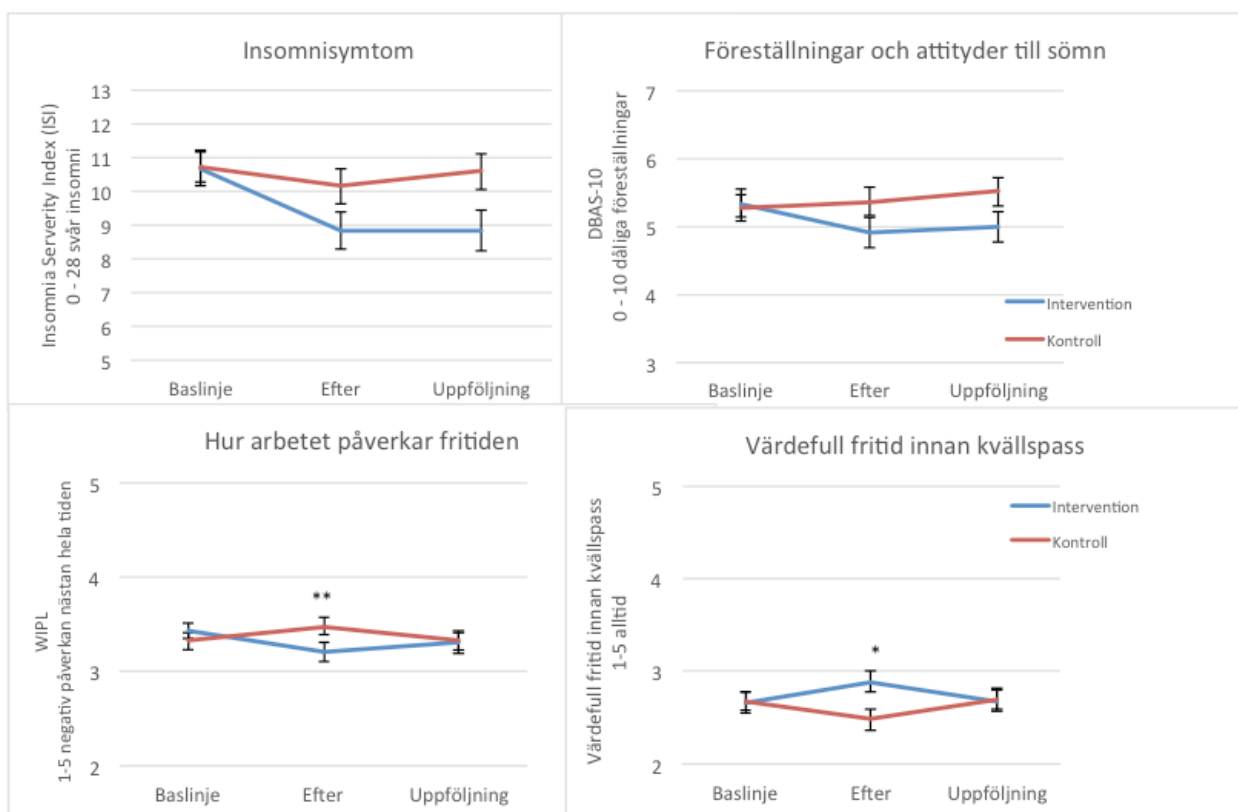 Insomnisymtom
Insomnia Serverity Index (ISI)
0 - 28 svår insomni
13
12
11
10
9
8
7
6
5
Baslinje Efter Uppföljning
Föreställningar och attityder till sömn
DBAS-10
0 - 10 dåliga föreställningar
7
6
5
4
3
Intervention
Kontroll
Baslinje Efter Uppföljning
Hur arbetet påverkar fritiden
WIPL
1-5 negativ påverkan nästan hela tiden
5
4
**
3
2
Baslinje Efter Uppföljning
Värdefull fritid innan kvällspass
Värdefull fritid innan kvällspass
1-5 alltid
5
Intervention
Kontroll
4
*
3
2
Baslinje Efter Uppföljning